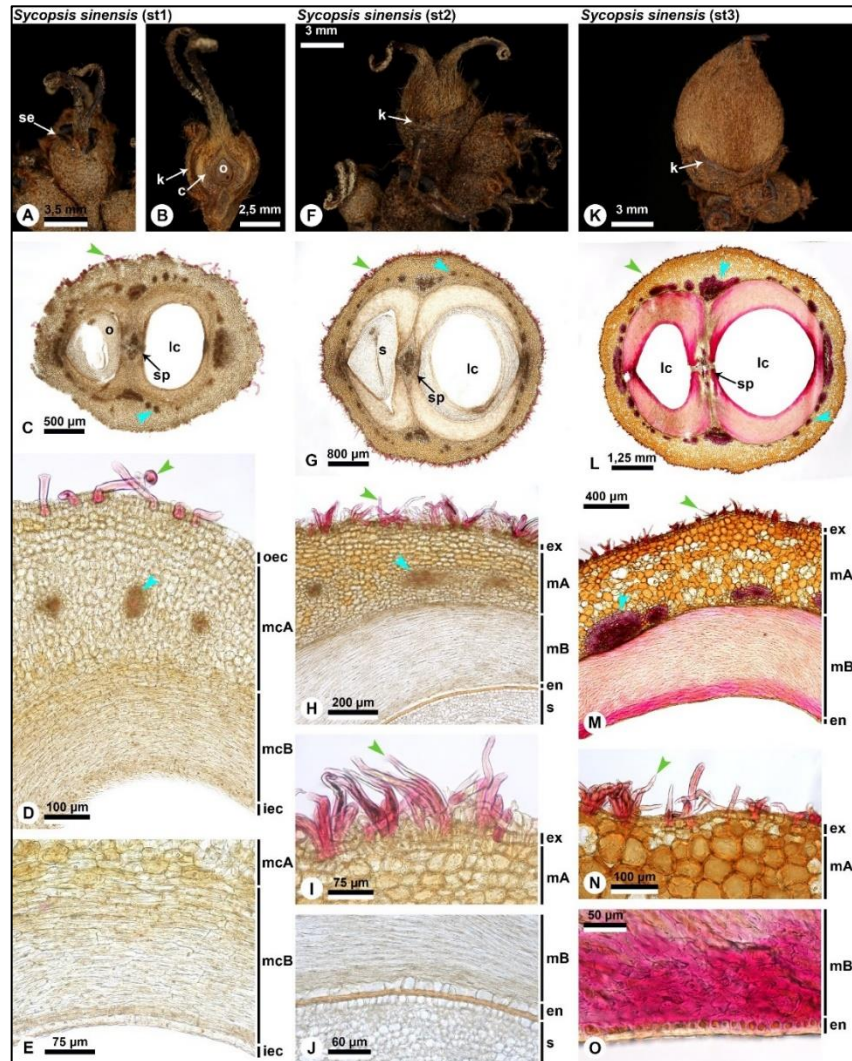 Sycopsis sinensis (st1)
Sycopsis sinensis (st2)
Sycopsis sinensis (st3)
se
A
3,5 mm
k
c
o
B
2,5 mm
3 mm
k
F
k
K
3 mm
o
lc
sp
C
500 µm
s
lc
sp
G
800 µm
lc
lc
sp
L
1,25 mm
oec
mcA
mcB
iec
D
100 µm
ex
mA
mB
en
s
H
200 µm
400 µm
ex
mA
mB
en
M
mcA
mcB
iec
E
75 µm
ex
mA
I
75 µm
ex
mA
N
100 µm
mB
en
s
J
60 µm
50 µm
mB
en
O